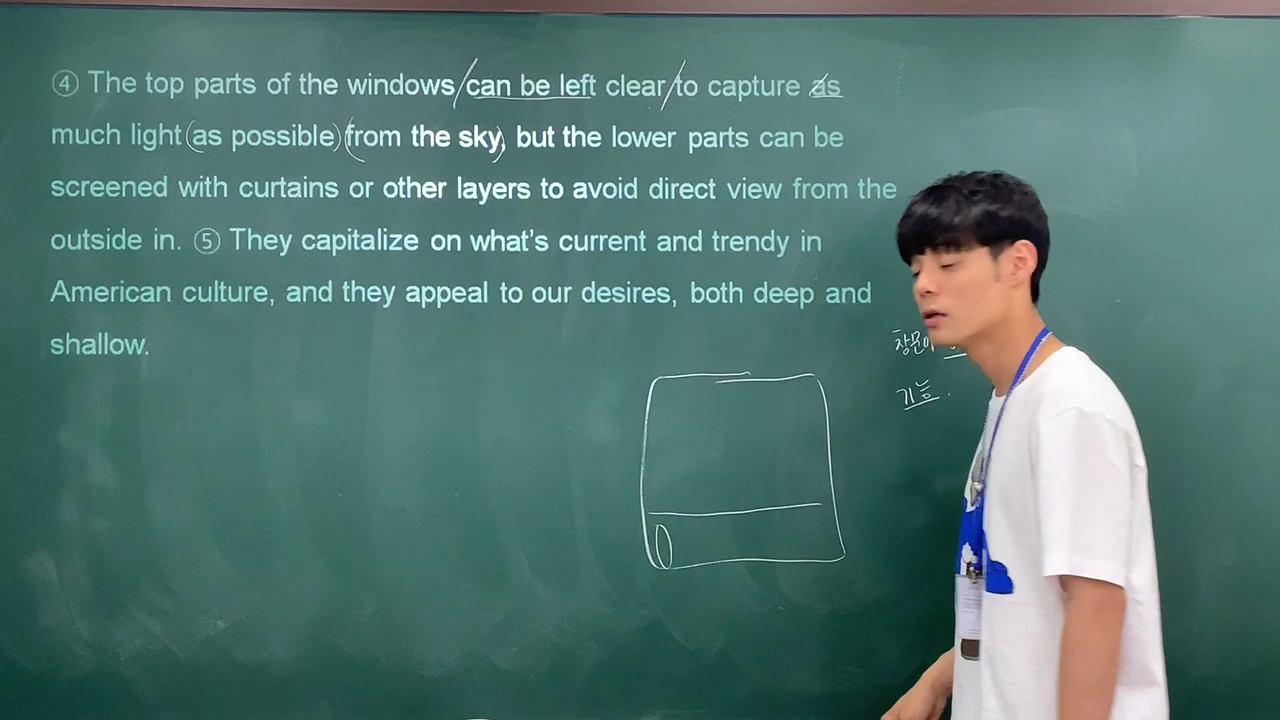 ④ The top parts of the windows can be left clear to capture as
much light as possible from the sky, but the lower parts can be
screened with curtains or other layers to avoid direct view from the
outside in. ⑤ They capitalize on what's current and trendy in
American culture, and they appeal to our desires, both deep and
shallow.
창문이
기능.